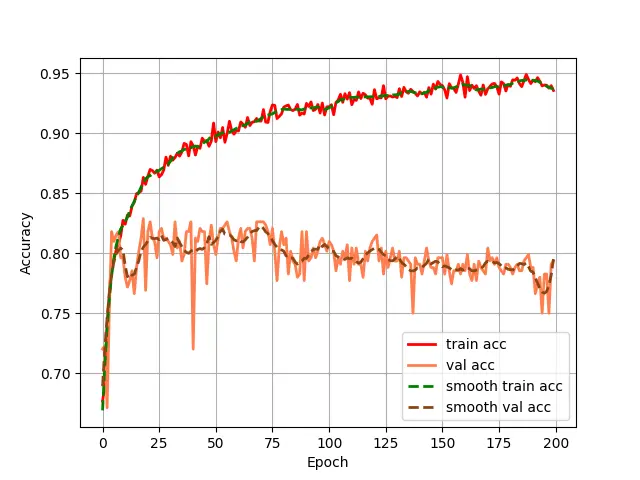 0.95
0.90
0.85
0.80
0.75
0.70
Accuracy
train acc
val acc
smooth train acc
smooth val acc
0 25 50 75 100 125 150 175 200
Epoch